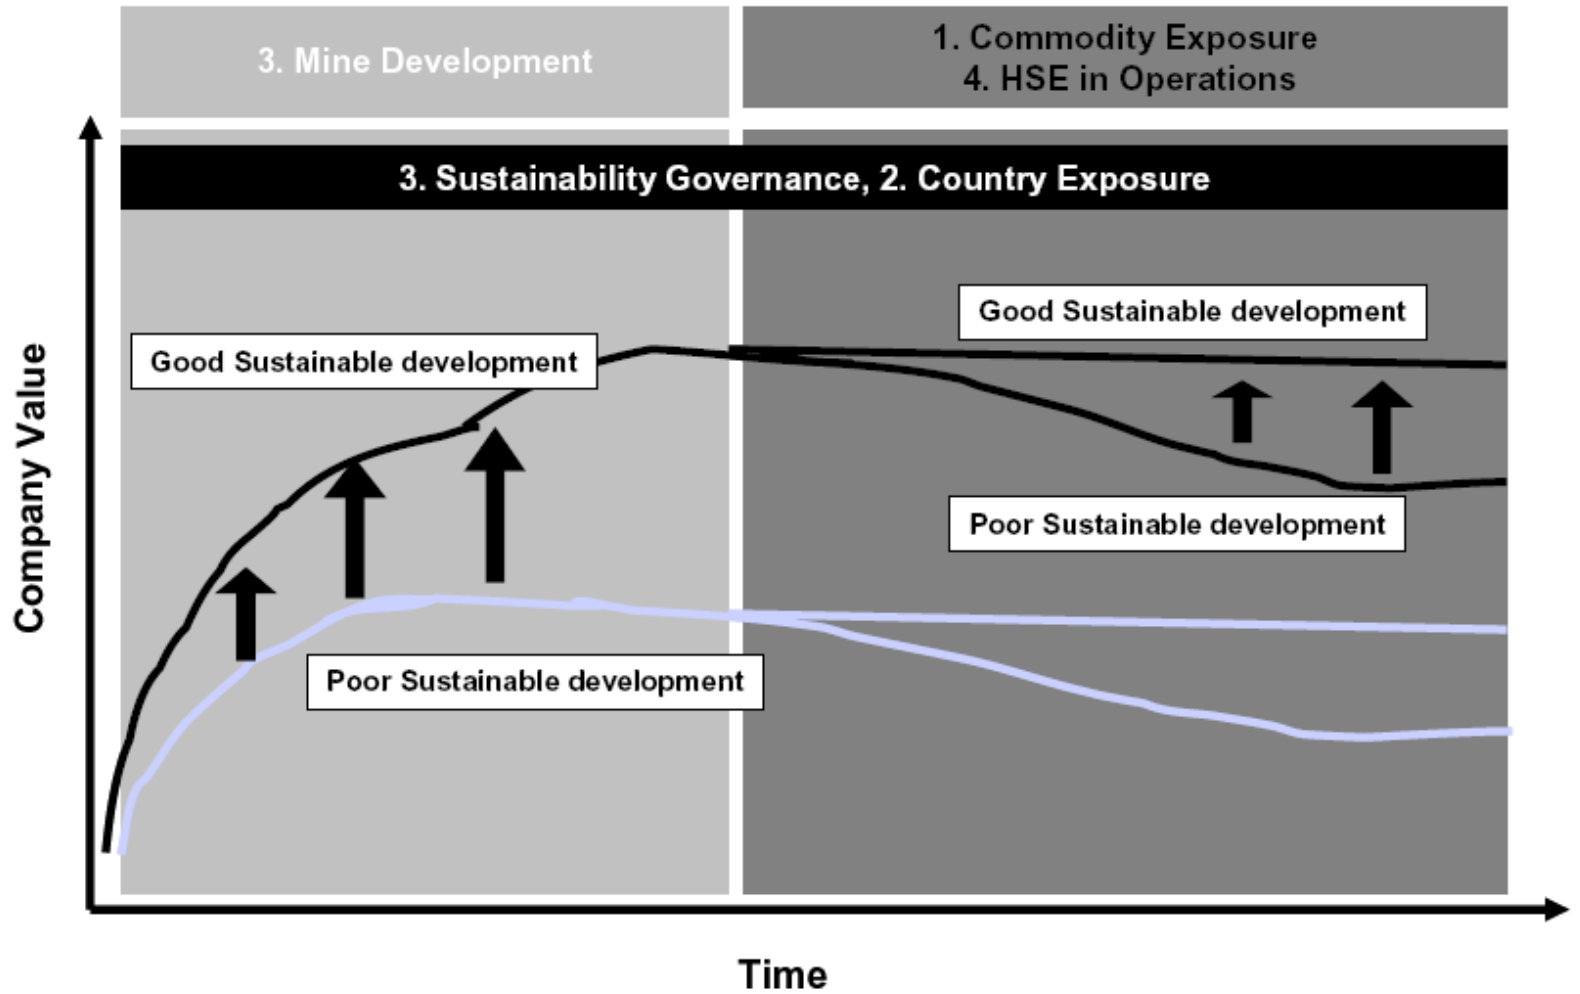 3. Mine Development
1. Commodity Exposure
4. HSE in Operations
3. Sustainability Governance, 2. Country Exposure
Good Sustainable development
Good Sustainable development
Poor Sustainable development
Poor Sustainable development
Company Value
Time